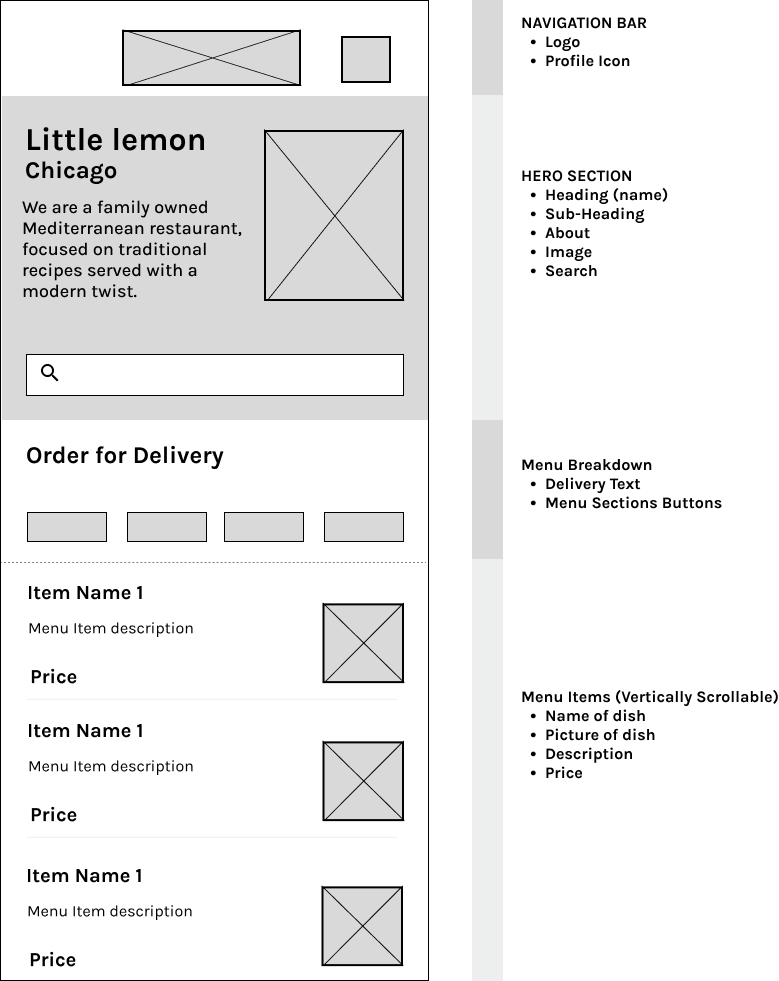 Little lemon
Chicago
We are a family owned
Mediterranean restaurant,
focused on traditional
recipes served with a
modern twist.
Order for Delivery
Item Name 1
Menu Item description
Price
Item Name 1
Menu Item description
Price
Item Name 1
Menu Item description
Price
NAVIGATION BAR
• Logo
• Profile Icon
HERO SECTION
• Heading (name)
• Sub-Heading
• About
• Image
• Search
Menu Breakdown
• Delivery Text
• Menu Sections Buttons
Menu Items (Vertically Scrollable)
• Name of dish
• Picture of dish
• Description
• Price